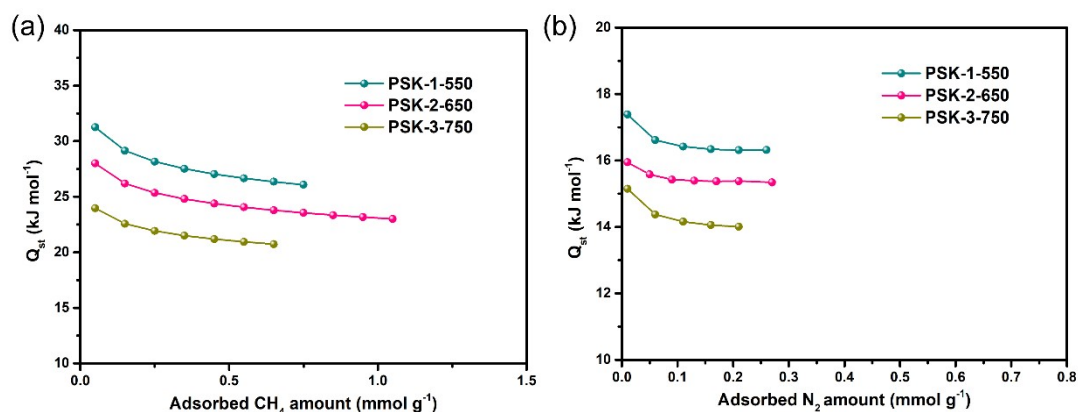 (a)
40
35
30
25
20
15
10
Qst (kJ mol-1)
PSK-1-550
PSK-2-650
PSK-3-750
0.0 0.5 1.0 1.5
Adsorbed CH4 amount (mmol g-1)
(b)
20
18
16
14
12
10
Qst (kJ mol-1)
PSK-1-550
PSK-2-650
PSK-3-750
0.0 0.1 0.2 0.3 0.4 0.5 0.6 0.7 0.8
Adsorbed N2 amount (mmol g-1)